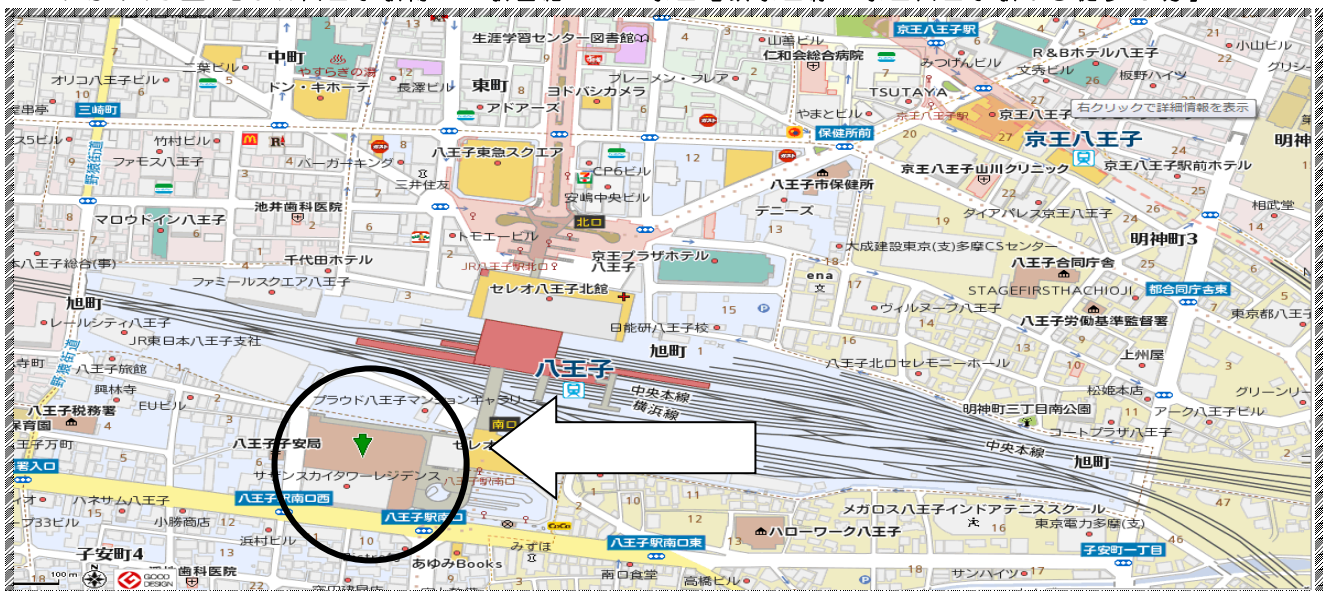 京王八王子駅
生涯学習センター図書館
山善ビル
仁和会総合病院
みつげんビル
R&Bホテル八王子
文秀ビル
板野ハイツ
小山ビル
中町
二葉ビル
やすらぎの湯
オリコ八王子ビル
ドン・キホーテ
長澤ビル
東町
アドアーズ
ブレーメン・ラレア
ヨドバシカメラ
TSUTAYA
やまとビル
京王八王子駅
右クリックで詳細情報を表示
三崎町
保健所前
京王八王子
明神
竹村ビル
ファモス八王子
バーガーキング
三井住友
八王子東急スクエア
CP6ビル
安嶋中央ビル
八王子市保健所
京王八王子山川クリニック
京王八王子駅前ホテル
野猿街道
マロウドイン八王子
池井歯科医院
北口
デニーズ
ダイアパレス京王八王子
相武堂
トモエービル
大成建設東京(支)多摩CSセンター
明神町3
千代田ホテル
JR八王子駅北口
京王プラザホテル
八王子
八王子合同庁舎
ファミールスクエア八王子
セレオ八王子北館
ena
STAGEFIRSTHACHIOJI
都合同庁舎東
旭町
ヴィルヌーブ八王子
レールシティ八王子
日能研八王子校
八王子労働基準監督署
東京都八王子
JR東日本八王子支社
旭町
上州屋
八王子旅館
八王子
八王子北口セレモニーホール
野猿街道
興林寺
プラウド八王子マンションギャラリー
中央本線
横浜線
松姫本店
グリーンリ
八王子税務署
EUビル
明神町三丁目南公園
アーク八王子ビル
保育園
南口
コートプラザ八王子
八王子子安局
セレオ
中央本線
旭町
サザンスカイタワーレジデンス
八王子駅南口
ハネサム八王子
八王子駅南口西
メガロス八王子インドアテニススクール
小勝商店
八王子駅南口
東京電力多摩(支)
浜村ビル
ハローワーク八王子
子安町4
みずほ
八王子駅南口東
子安町一丁目
あゆみBooks
歯科医院
南口食堂
高橋ビル
サンハイツ
100m
GOOD
DESIGN